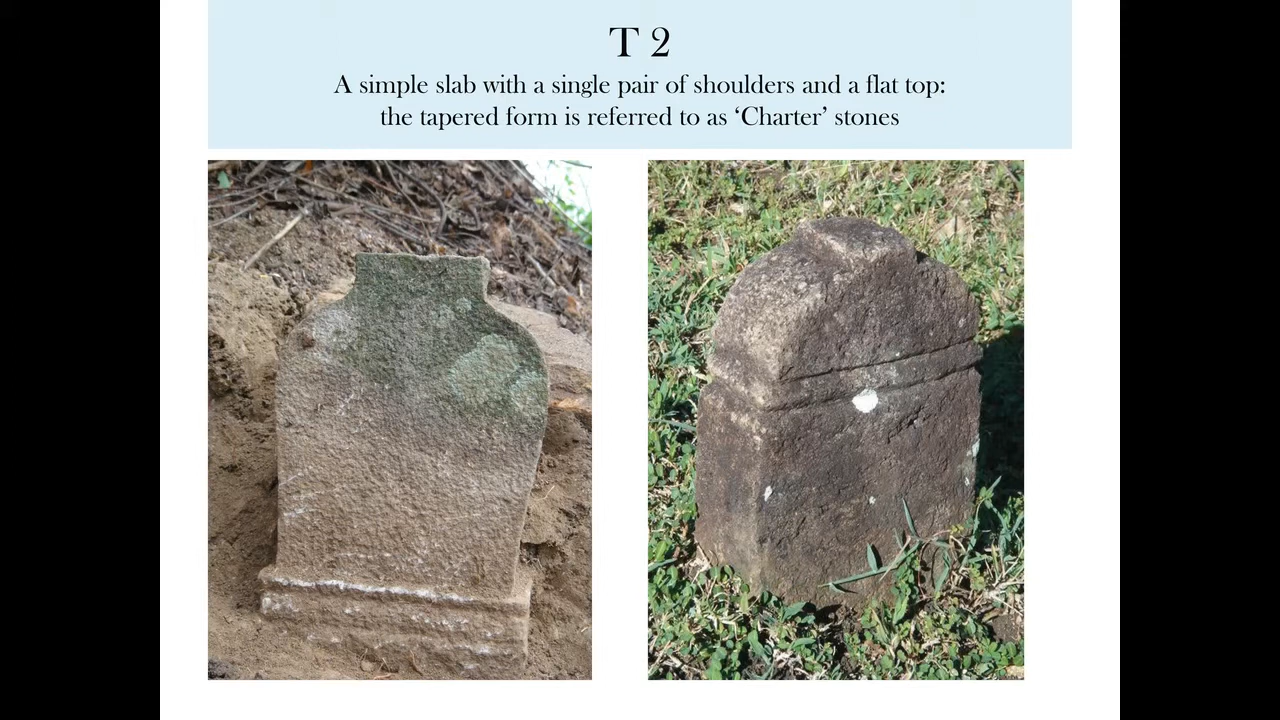 T 2
A simple slab with a single pair of shoulders and a flat top:
the tapered form is referred to as ‘Charter’ stones